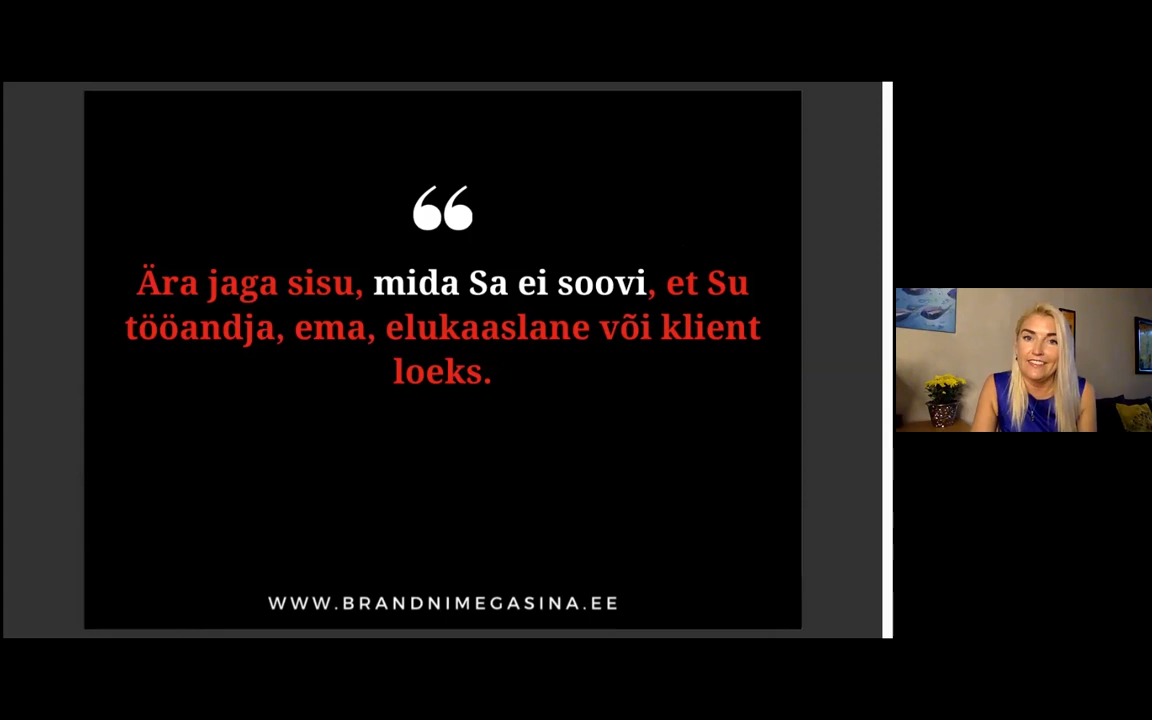 Ära jaga sisu, mida Sa ei soovi, et Su
tööandja, ema, elukaaslane või klient
loeks.
WWW.BRANDNIMEGASINA.EE